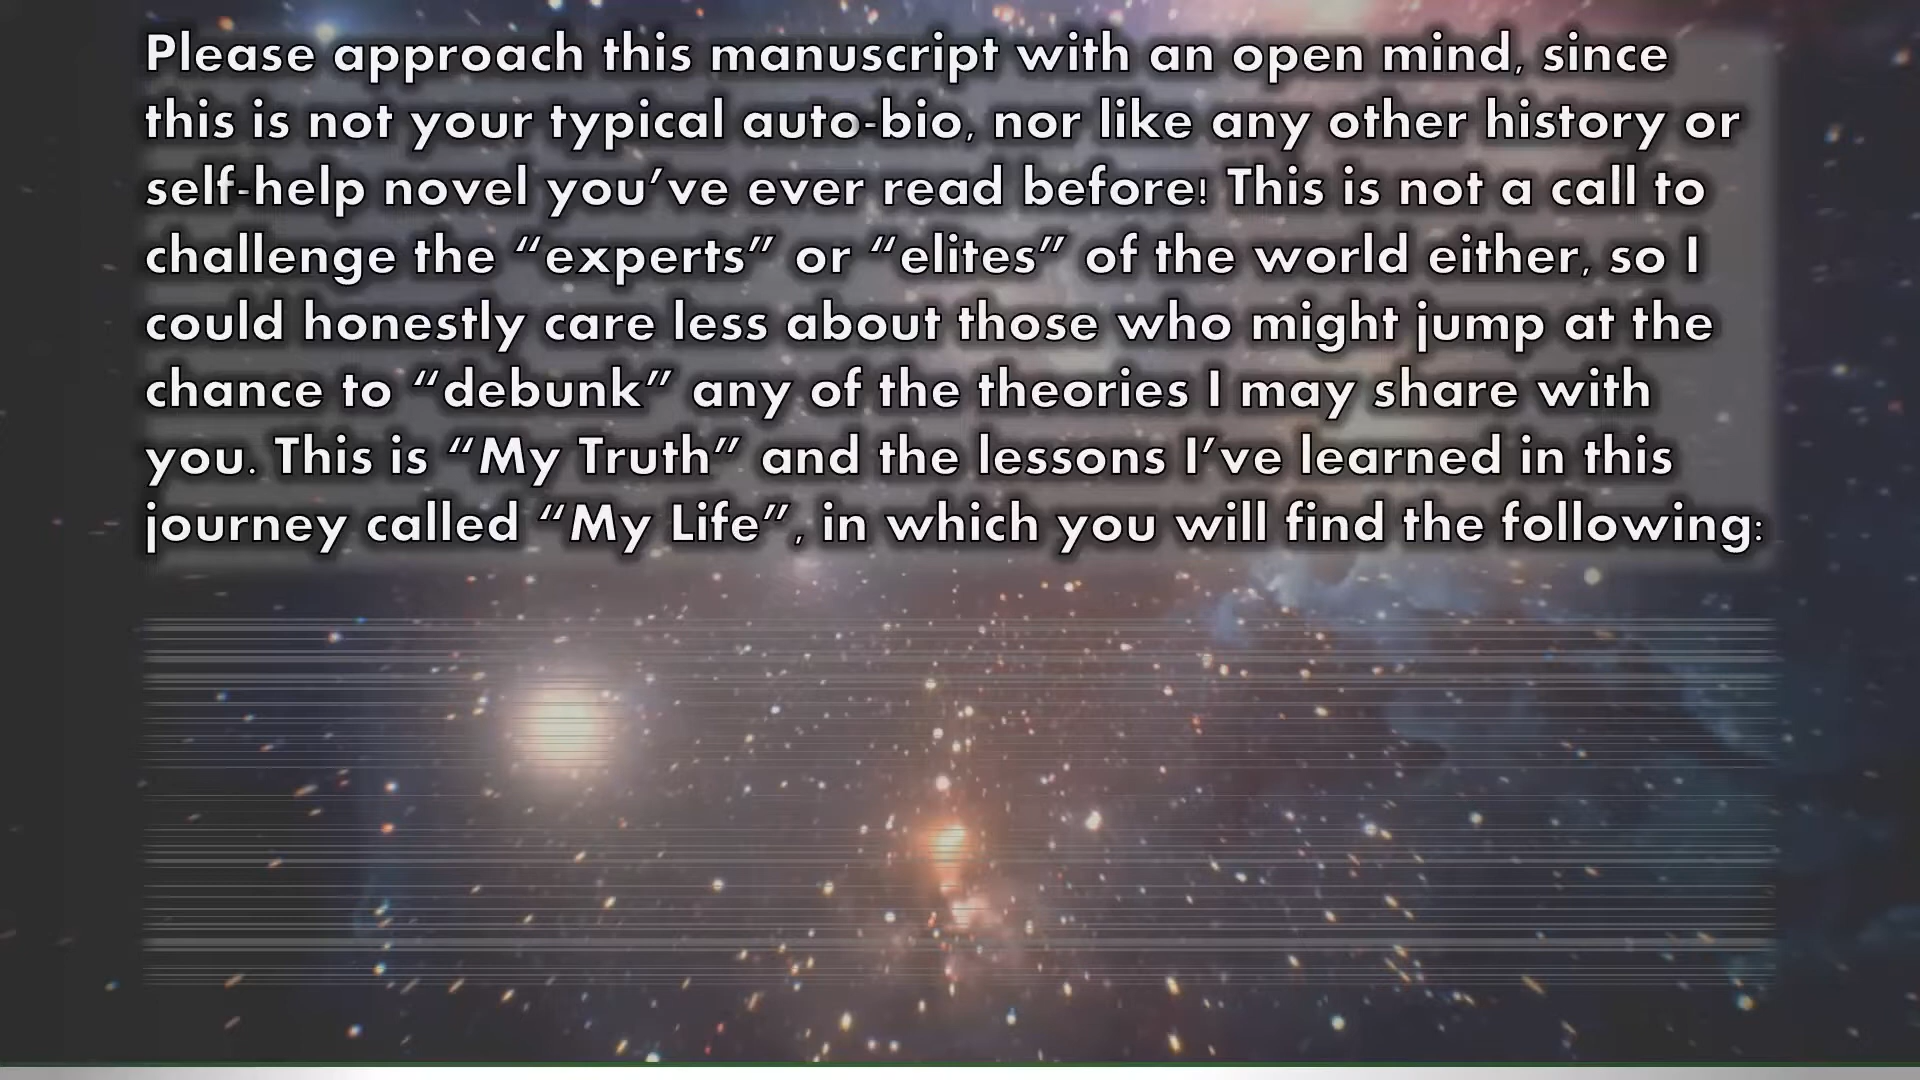 Please approach this manuscript with an open mind, since
this is not your typical auto-bio, nor like any other history or
self-help novel you’ve ever read before! This is not a call to
challenge the “experts” or “elites” of the world either, so I
could honestly care less about those who might jump at the
chance to “debunk” any of the theories I may share with
you. This is “My Truth” and the lessons I’ve learned in this
journey called “My Life”, in which you will find the following: